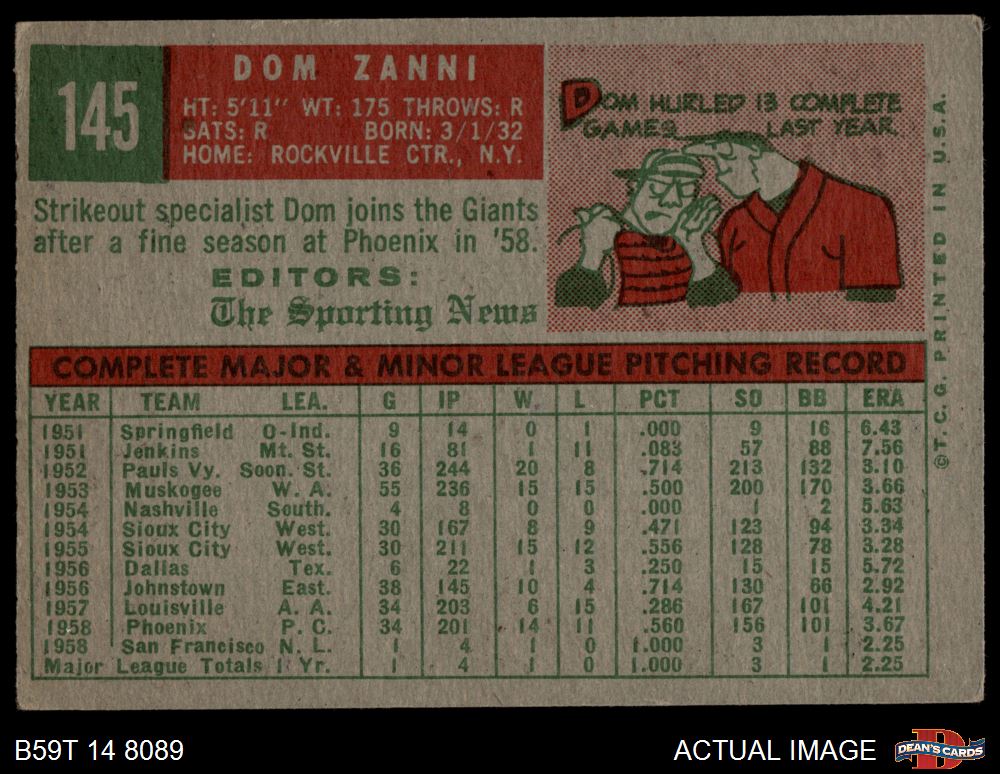 145
DOM ZANNI
HT: 5'11" WT: 175 THROWS: R
BATS: R BORN: 3/1/32
HOME: ROCKVILLE CTR., N.Y.
DOM HURLED 13 COMPLETE
GAMES LAST YEAR
Strikeout specialist Dom joins the Giants
after a fine season at Phoenix in '58.
EDITORS:
The Sporting News
COMPLETE MAJOR & MINOR LEAGUE PITCHING RECORD
YEAR TEAM LEA. G IP W. L PCT SO BB ERA
1951 Springfield O-Ind. 9 14 0 1 .000 9 16 6.43
1951 Jenkins Mt. St. 16 81 1 11 .083 57 88 7.56
1952 Pauls Vy. Soon. St. 36 244 20 8 .714 213 132 3.10
1953 Muskogee W. A. 55 236 15 15 .500 200 170 3.66
1954 Nashville South. 4 8 0 0 .000 1 2 5.63
1954 Sioux City West. 30 167 8 9 .471 123 94 3.34
1955 Sioux City West. 30 211 15 12 .556 128 78 3.28
1956 Dallas Tex. 6 22 1 3 .250 15 15 5.72
1956 Johnstown East. 38 145 10 4 .714 130 66 2.92
1957 Louisville A. A. 34 203 6 15 .286 167 101 4.21
1958 Phoenix P. C. 34 201 14 11 .560 156 101 3.67
1958 San Francisco N. L. 1 4 1 0 1.000 3 1 2.25
Major League Totals 1 Yr. 1 4 1 0 1.000 3 1 2.25
© T. C. G. PRINTED IN U.S.A.
B59T 14 8089
ACTUAL IMAGE
DEAN'S CARDS